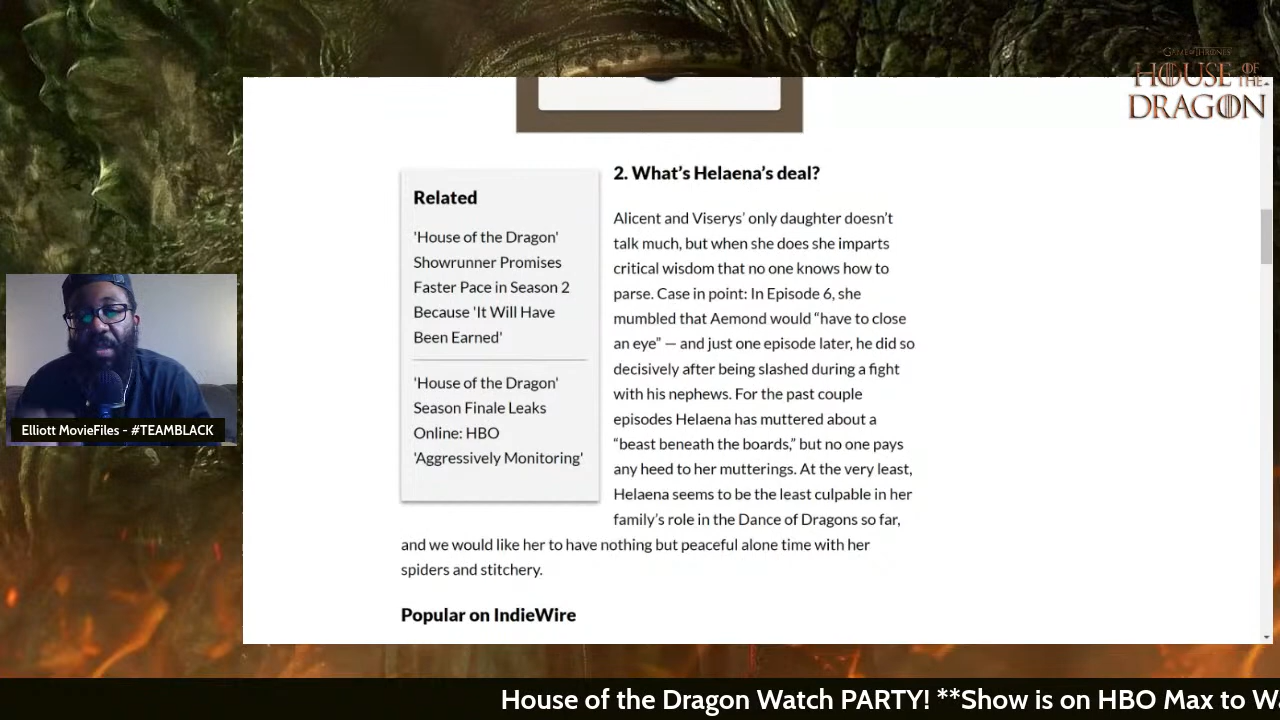 GAME OF THRONES
HOUSE OF THE
DRAGON
Related
'House of the Dragon'
Showrunner Promises
Faster Pace in Season 2
Because 'It Will Have
Been Earned'
'House of the Dragon'
Season Finale Leaks
Online: HBO
'Aggressively Monitoring'
2. What’s Helaena’s deal?
Alicent and Viserys’ only daughter doesn’t
talk much, but when she does she imparts
critical wisdom that no one knows how to
parse. Case in point: In Episode 6, she
mumbled that Aemond would “have to close
an eye” — and just one episode later, he did so
decisively after being slashed during a fight
with his nephews. For the past couple
episodes Helaena has muttered about a
“beast beneath the boards,” but no one pays
any heed to her mutterings. At the very least,
Helaena seems to be the least culpable in her
family’s role in the Dance of Dragons so far,
and we would like her to have nothing but peaceful alone time with her
spiders and stitchery.
Popular on IndieWire
Elliott MovieFiles - #TEAMBLACK
House of the Dragon Watch PARTY! **Show is on HBO Max to W